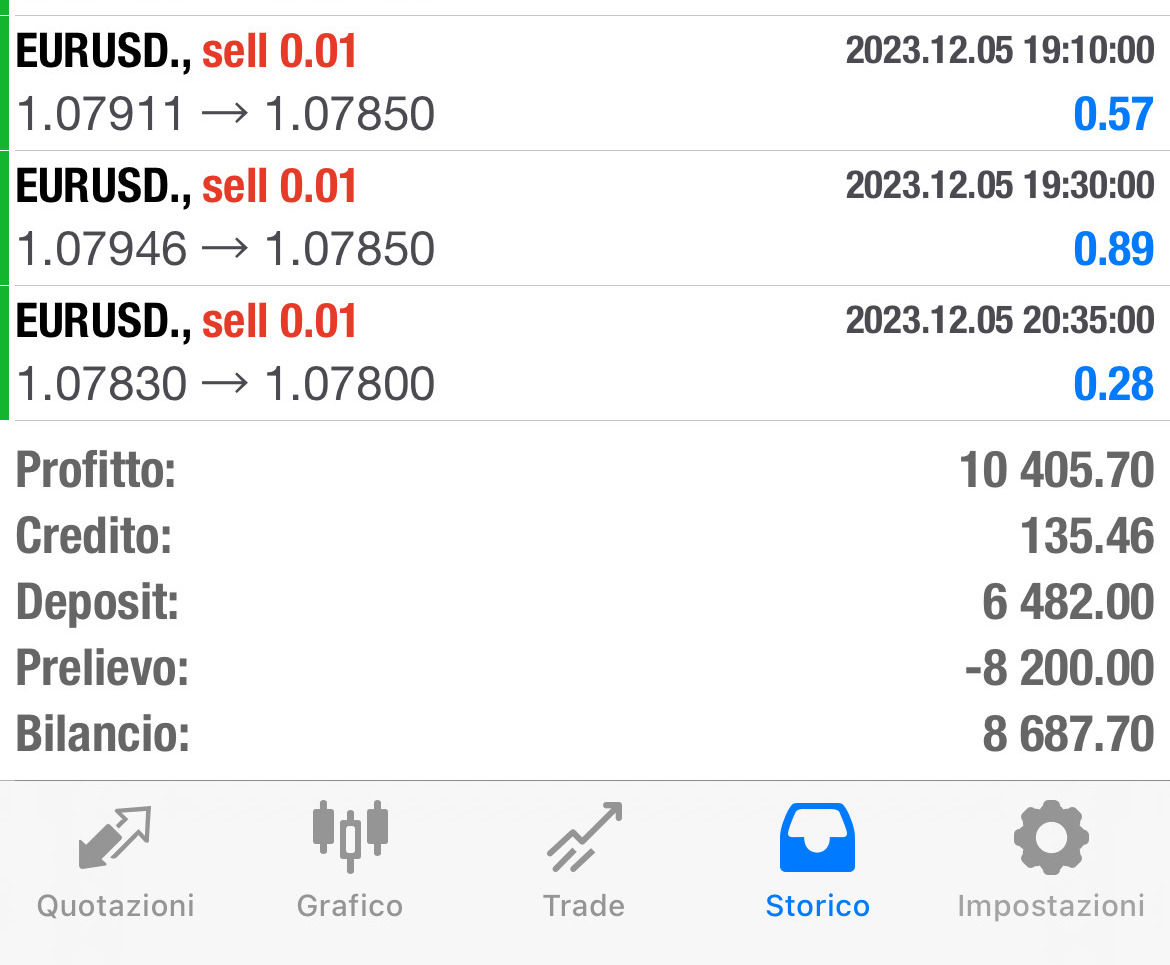 EURUSD., sell 0.01 2023.12.05 19:10:00
1.07911 → 1.07850 0.57
EURUSD., sell 0.01 2023.12.05 19:30:00
1.07946 → 1.07850 0.89
EURUSD., sell 0.01 2023.12.05 20:35:00
1.07830 → 1.07800 0.28
Profitto: 10 405.70
Credito: 135.46
Deposit: 6 482.00
Prelievo: -8 200.00
Bilancio: 8 687.70
Quotazioni Grafico Trade Storico Impostazioni